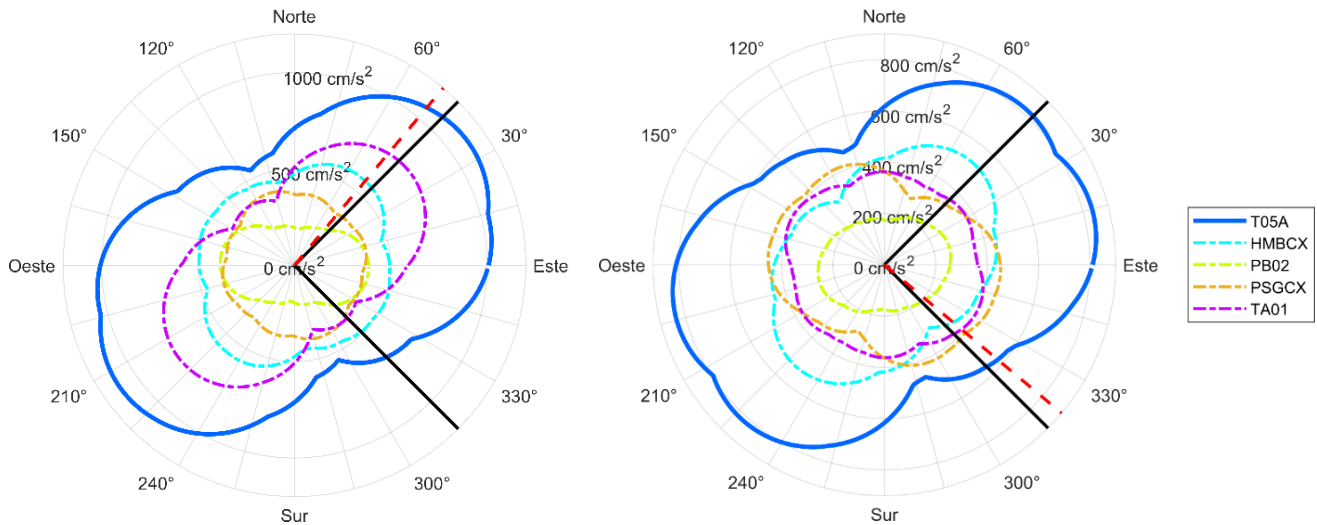 Norte
120°
60°
1000 cm/s²
150°
30°
500 cm/s²
Oeste
0 cm/s²
Este
210°
330°
240°
300°
Sur
Norte
120°
60°
800 cm/s²
600 cm/s²
150°
30°
400 cm/s²
200 cm/s²
Oeste
0 cm/s²
Este
210°
330°
240°
300°
Sur
T05A
HMBCX
PB02
PSGCX
TA01